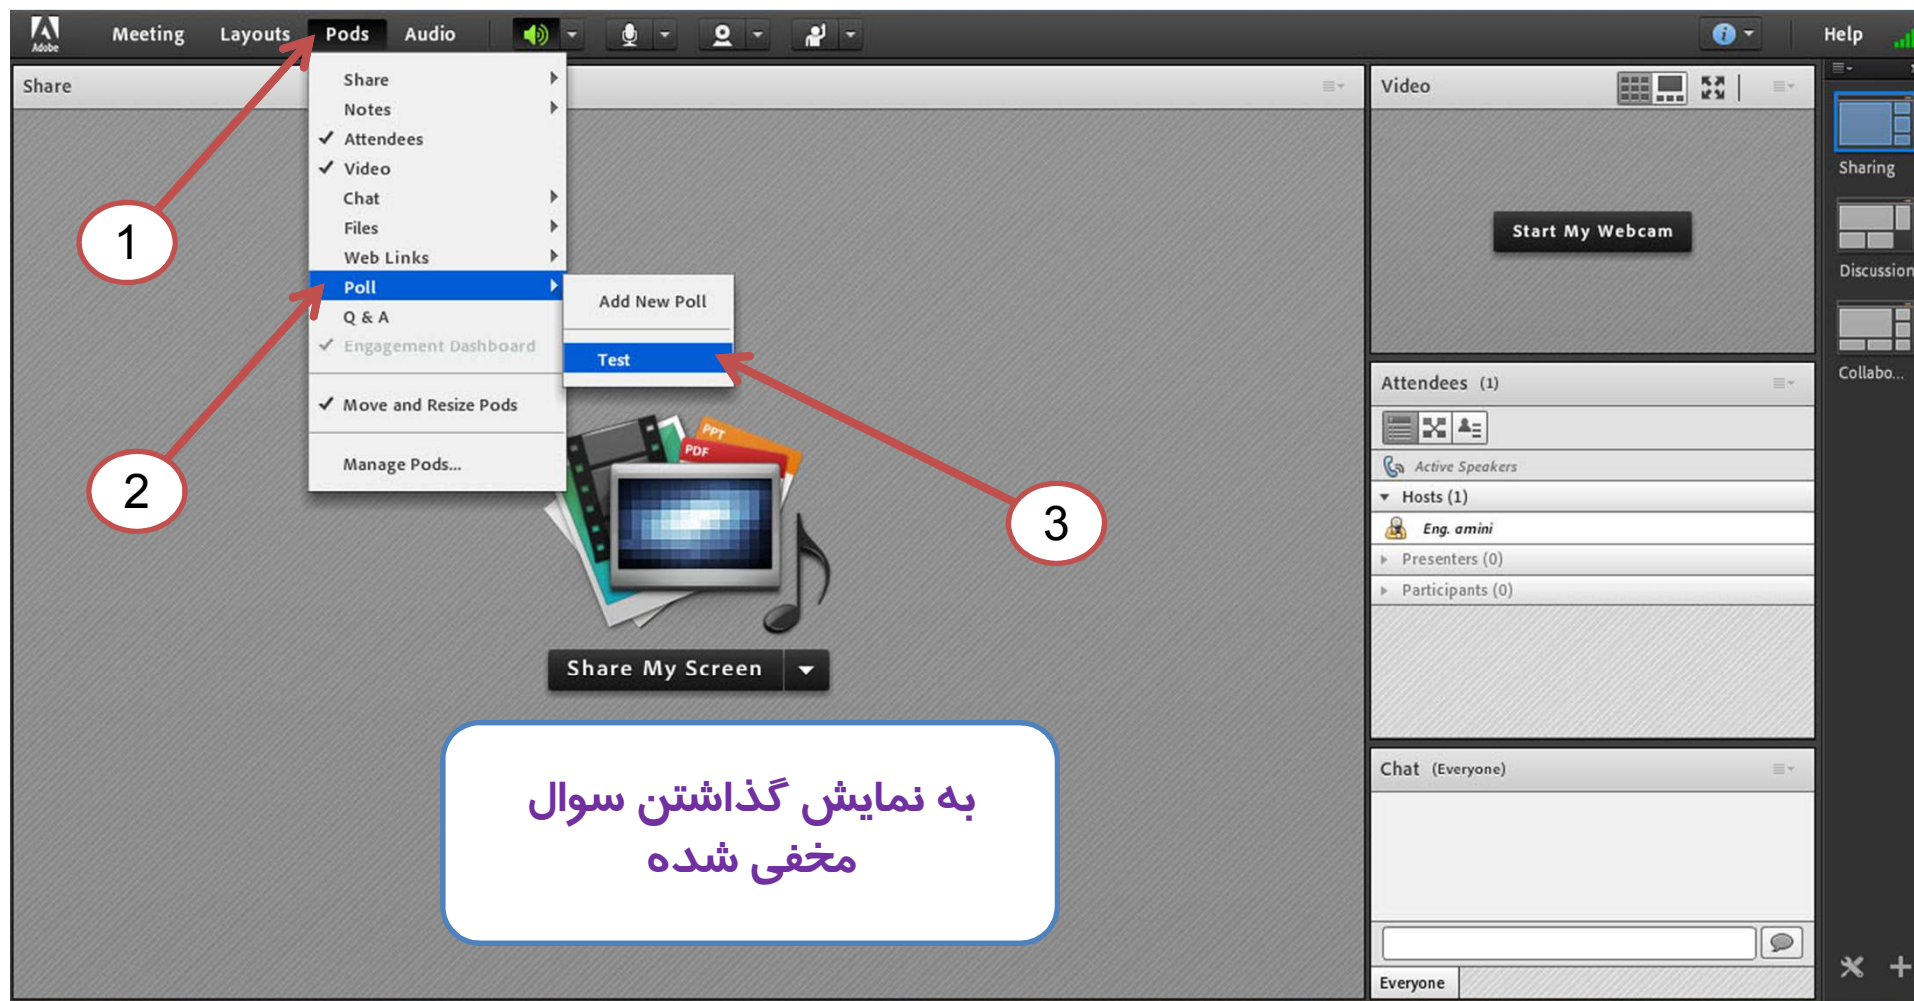 Adobe
Meeting
Layouts
Pods
Audio
Help
Share
Share
Notes
Attendees
Video
Chat
Files
Web Links
Poll
Q & A
Engagement Dashboard
Move and Resize Pods
Manage Pods...
Add New Poll
Test
1
2
3
PPT
PDF
Share My Screen
به نمایش گذاشتن سوال
مخفی شده
Video
Start My Webcam
Attendees (1)
Active Speakers
Hosts (1)
Eng. amini
Presenters (0)
Participants (0)
Chat (Everyone)
Everyone
Sharing
Discussion
Collabo...